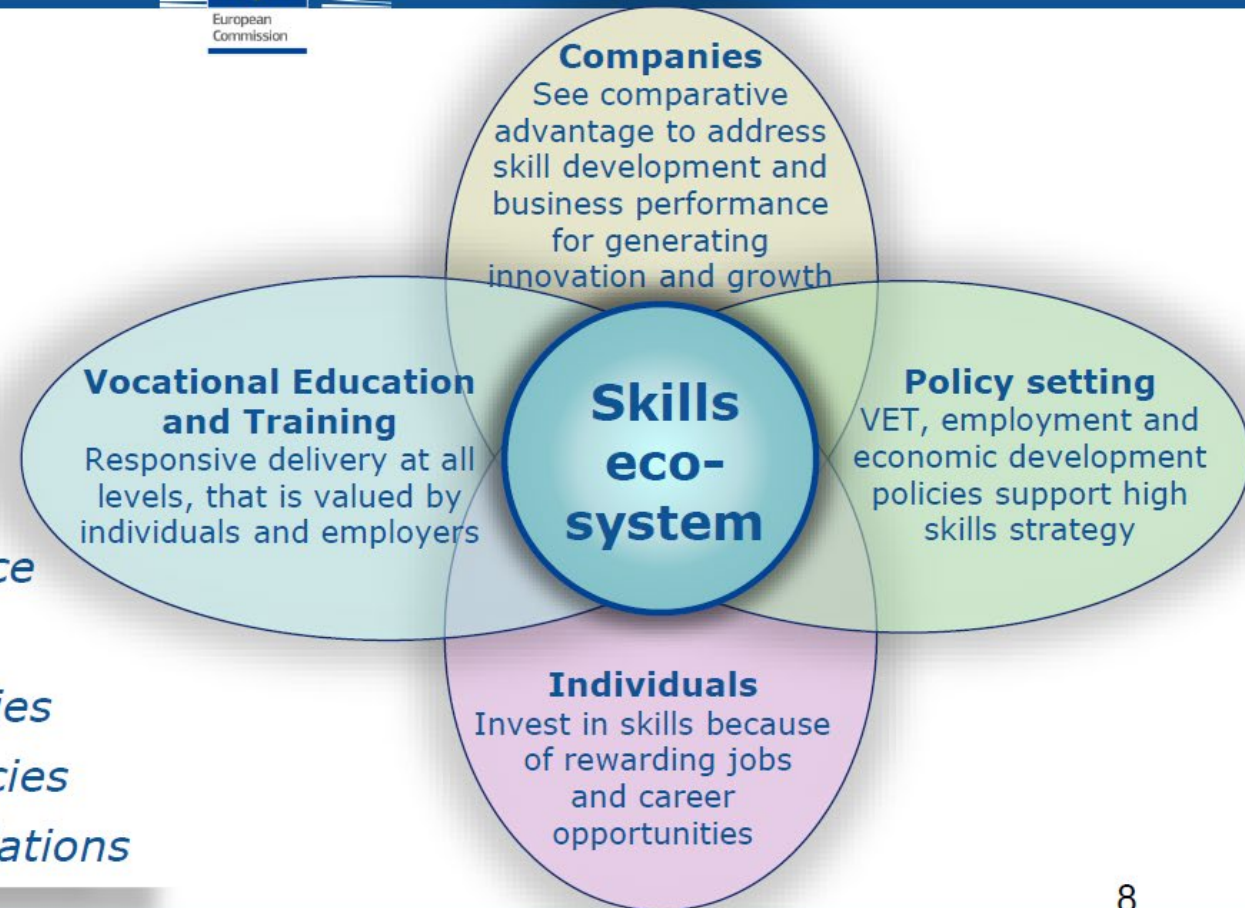 European
Commission
Companies
See comparative
advantage to address
skill development and
business performance
for generating
innovation and growth
Vocational Education
and Training
Responsive delivery at all
levels, that is valued by
individuals and employers
Skills
eco-
system
Policy setting
VET, employment and
economic development
policies support high
skills strategy
Individuals
Invest in skills because
of rewarding jobs
and career
opportunities
8